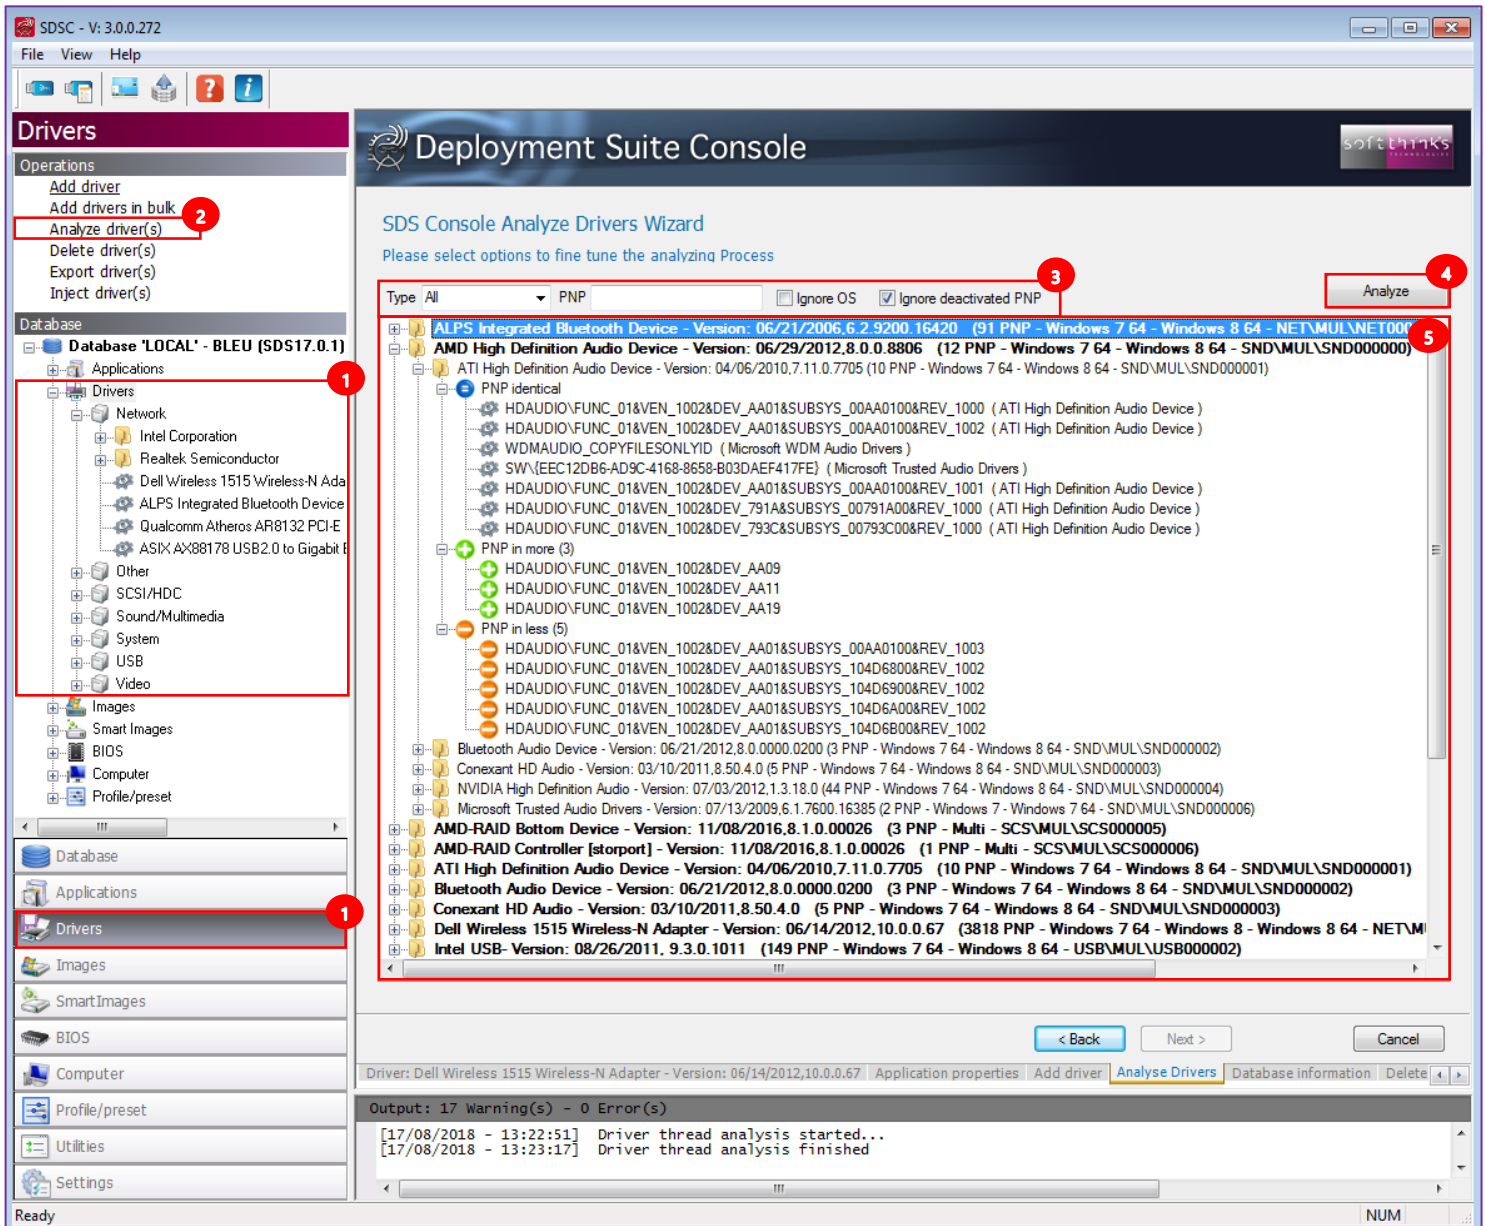 SDSC - V: 3.0.0.272
File View Help
Drivers
Operations
Add driver
Add drivers in bulk
2
Analyze driver(s)
Delete driver(s)
Export driver(s)
Inject driver(s)
Database
Database 'LOCAL' - BLEU (SDS17.0.1)
Applications
1
Drivers
Network
Intel Corporation
Realtek Semiconductor
Dell Wireless 1515 Wireless-N Ada
ALPS Integrated Bluetooth Device
Qualcomm Atheros AR8132 PCI-E
ASIX AX88178 USB2.0 to Gigabit E
Other
SCSI/HDC
Sound/Multimedia
System
USB
Video
Images
Smart Images
BIOS
Computer
Profile/preset
Database
Applications
1
Drivers
Images
SmartImages
BIOS
Computer
Profile/preset
Utilities
Settings
Deployment Suite Console
softthinks
TECHNOLOGIES
SDS Console Analyze Drivers Wizard
Please select options to fine tune the analyzing Process
3
4
Type All PNP Ignore OS Ignore deactivated PNP Analyze
5
ALPS Integrated Bluetooth Device - Version: 06/21/2006,6.2.9200.16420 (91 PNP - Windows 7 64 - Windows 8 64 - NET\MUL\NET000
AMD High Definition Audio Device - Version: 06/29/2012,8.0.0.8806 (12 PNP - Windows 7 64 - Windows 8 64 - SND\MUL\SND000000)
ATI High Definition Audio Device - Version: 04/06/2010,7.11.0.7705 (10 PNP - Windows 7 64 - Windows 8 64 - SND\MUL\SND000001)
PNP identical
HDAUDIO\FUNC_01&VEN_1002&DEV_AA01&SUBSYS_00AA0100&REV_1000 ( ATI High Definition Audio Device )
HDAUDIO\FUNC_01&VEN_1002&DEV_AA01&SUBSYS_00AA0100&REV_1002 ( ATI High Definition Audio Device )
WDMAUDIO_COPYFILESONLYID ( Microsoft WDM Audio Drivers )
SW\{EEC12DB6-AD9C-4168-8658-B03DAEF417FE} ( Microsoft Trusted Audio Drivers )
HDAUDIO\FUNC_01&VEN_1002&DEV_AA01&SUBSYS_00AA0100&REV_1001 ( ATI High Definition Audio Device )
HDAUDIO\FUNC_01&VEN_1002&DEV_791A&SUBSYS_00791A00&REV_1000 ( ATI High Definition Audio Device )
HDAUDIO\FUNC_01&VEN_1002&DEV_793C&SUBSYS_00793C00&REV_1000 ( ATI High Definition Audio Device )
PNP in more (3)
HDAUDIO\FUNC_01&VEN_1002&DEV_AA09
HDAUDIO\FUNC_01&VEN_1002&DEV_AA11
HDAUDIO\FUNC_01&VEN_1002&DEV_AA19
PNP in less (5)
HDAUDIO\FUNC_01&VEN_1002&DEV_AA01&SUBSYS_00AA0100&REV_1003
HDAUDIO\FUNC_01&VEN_1002&DEV_AA01&SUBSYS_104D6800&REV_1002
HDAUDIO\FUNC_01&VEN_1002&DEV_AA01&SUBSYS_104D6900&REV_1002
HDAUDIO\FUNC_01&VEN_1002&DEV_AA01&SUBSYS_104D6A00&REV_1002
HDAUDIO\FUNC_01&VEN_1002&DEV_AA01&SUBSYS_104D6B00&REV_1002
Bluetooth Audio Device - Version: 06/21/2012,8.0.0000.0200 (3 PNP - Windows 7 64 - Windows 8 64 - SND\MUL\SND000002)
Conexant HD Audio - Version: 03/10/2011,8.50.4.0 (5 PNP - Windows 7 64 - Windows 8 64 - SND\MUL\SND000003)
NVIDIA High Definition Audio - Version: 07/03/2012,1.3.18.0 (44 PNP - Windows 7 64 - Windows 8 64 - SND\MUL\SND000004)
Microsoft Trusted Audio Drivers - Version: 07/13/2009,6.1.7600.16385 (2 PNP - Windows 7 - Windows 7 64 - SND\MUL\SND000006)
AMD-RAID Bottom Device - Version: 11/08/2016,8.1.0.00026 (3 PNP - Multi - SCS\MUL\SCS000005)
AMD-RAID Controller [storport] - Version: 11/08/2016,8.1.0.00026 (1 PNP - Multi - SCS\MUL\SCS000006)
ATI High Definition Audio Device - Version: 04/06/2010,7.11.0.7705 (10 PNP - Windows 7 64 - Windows 8 64 - SND\MUL\SND000001)
Bluetooth Audio Device - Version: 06/21/2012,8.0.0000.0200 (3 PNP - Windows 7 64 - Windows 8 64 - SND\MUL\SND000002)
Conexant HD Audio - Version: 03/10/2011,8.50.4.0 (5 PNP - Windows 7 64 - Windows 8 64 - SND\MUL\SND000003)
Dell Wireless 1515 Wireless-N Adapter - Version: 06/14/2012,10.0.0.67 (3818 PNP - Windows 7 64 - Windows 8 - Windows 8 64 - NET\M
Intel USB- Version: 08/26/2011, 9.3.0.1011 (149 PNP - Windows 7 64 - Windows 8 64 - USB\MUL\USB000002)
< Back Next > Cancel
Driver: Dell Wireless 1515 Wireless-N Adapter - Version: 06/14/2012,10.0.0.67 Application properties Add driver Analyse Drivers Database information Delete
Output: 17 Warning(s) - 0 Error(s)
[17/08/2018 - 13:22:51] Driver thread analysis started...
[17/08/2018 - 13:23:17] Driver thread analysis finished
Ready NUM